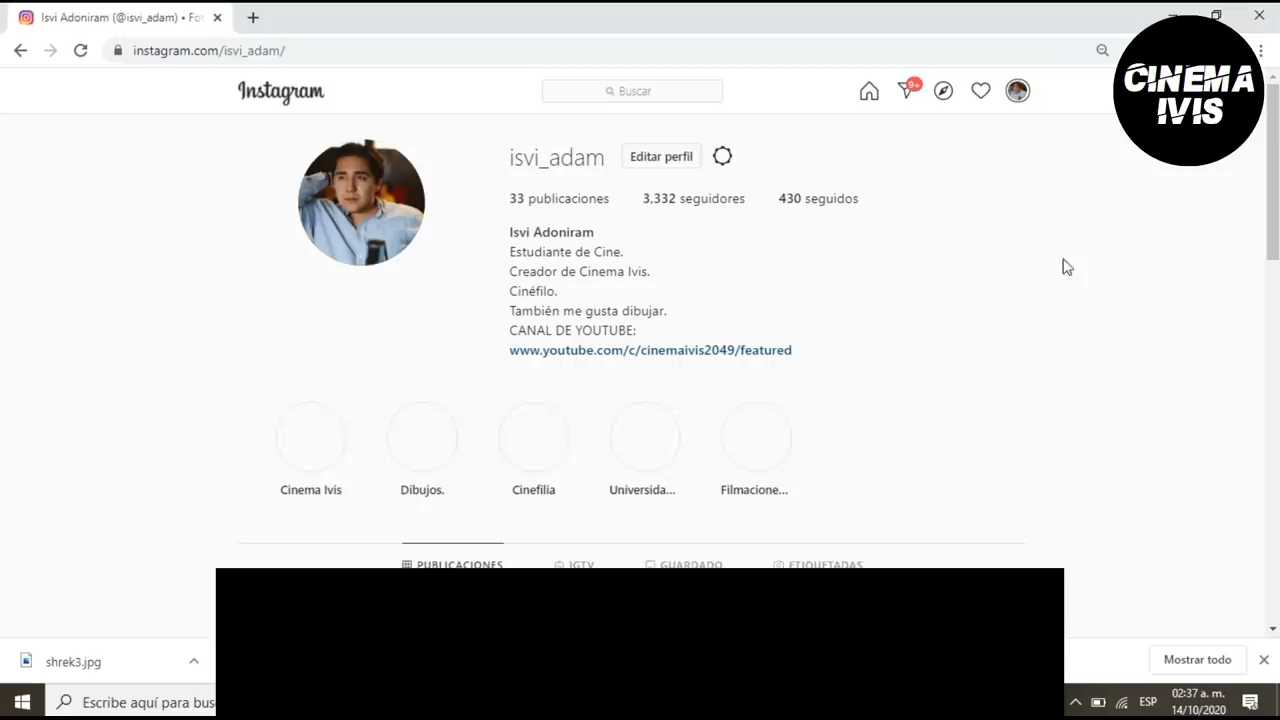 Isvi Adoniram (@isvi_adam) • Fot
instagram.com/isvi_adam/
CINEMA
IVIS
Instagram
Buscar
9+
isvi_adam
Editar perfil
33 publicaciones
3,332 seguidores
430 seguidos
Isvi Adoniram
Estudiante de Cine.
Creador de Cinema Ivis.
Cinéfilo.
También me gusta dibujar.
CANAL DE YOUTUBE:
www.youtube.com/c/cinemaivis2049/featured
Cinema Ivis
Dibujos.
Cinefilia
Universida...
Filmacione...
PUBLICACIONES
IGTV
GUARDADO
ETIQUETADAS
shrek3.jpg
Mostrar todo
Escribe aquí para bus
ESP
02:37 a. m.
14/10/2020